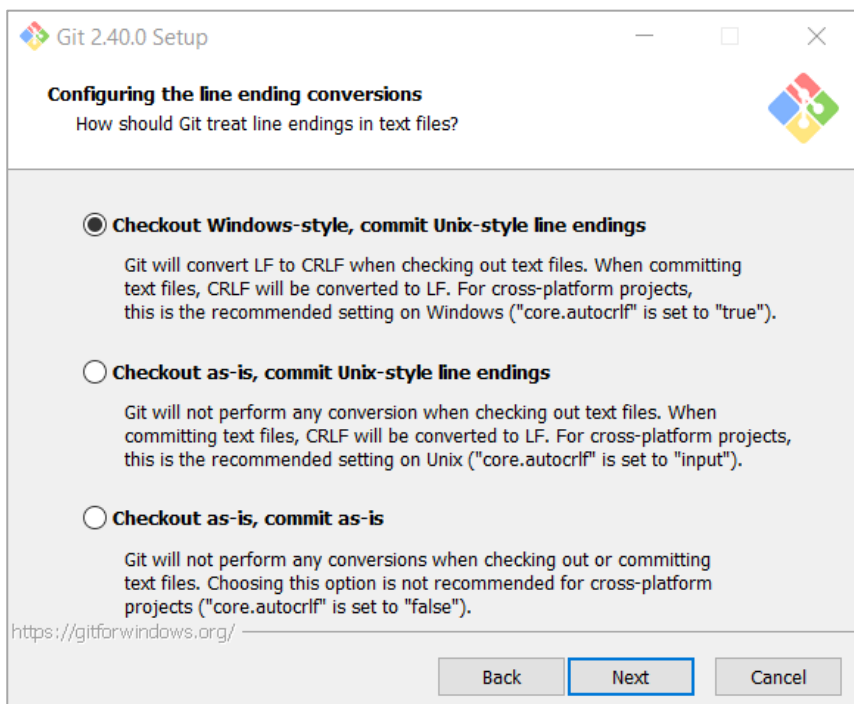 Git 2.40.0 Setup
Configuring the line ending conversions
How should Git treat line endings in text files?
Checkout Windows-style, commit Unix-style line endings
Git will convert LF to CRLF when checking out text files. When committing
text files, CRLF will be converted to LF. For cross-platform projects,
this is the recommended setting on Windows ("core.autocrlf" is set to "true").
Checkout as-is, commit Unix-style line endings
Git will not perform any conversion when checking out text files. When
committing text files, CRLF will be converted to LF. For cross-platform projects,
this is the recommended setting on Unix ("core.autocrlf" is set to "input").
Checkout as-is, commit as-is
Git will not perform any conversions when checking out or committing
text files. Choosing this option is not recommended for cross-platform
projects ("core.autocrlf" is set to "false").
https://gitforwindows.org/
Back Next Cancel